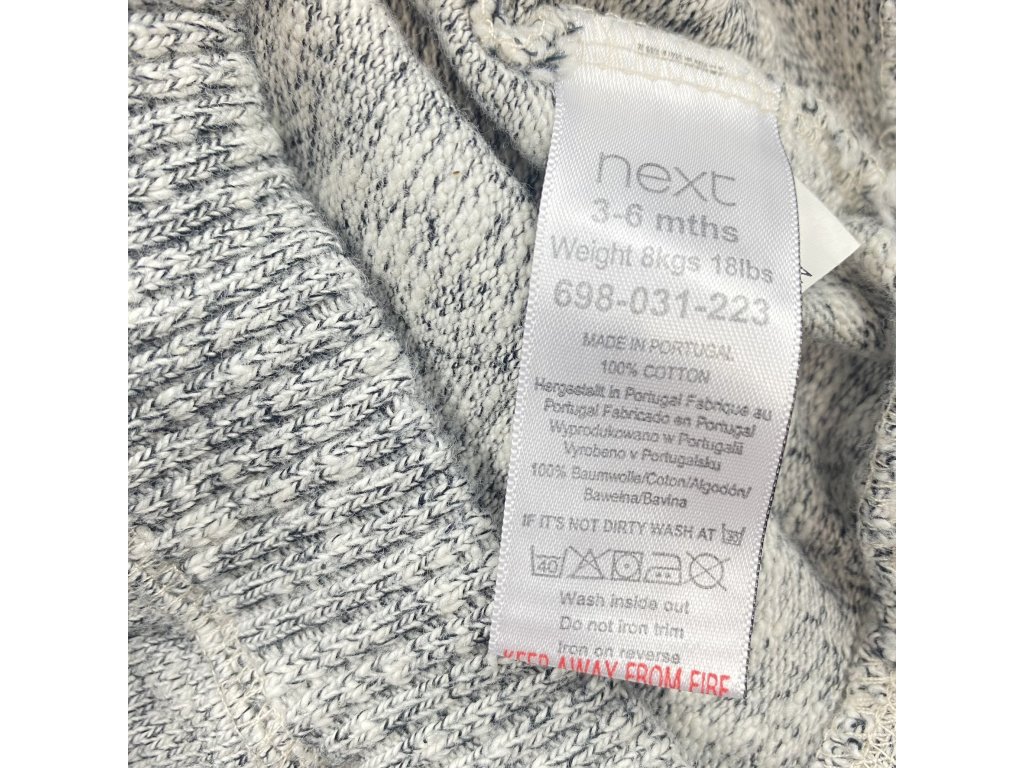 next
3-6 mths
Weight 8kgs 18lbs
698-031-223
MADE IN PORTUGAL
100% COTTON
Hergestellt in Portugal Fabrique au
Portugal Fabricado en Portugal
Wyprodukowano w Portugalii
Vyrobeno v Portugalsku
100% Baumwolle/Coton/Algodón/
Bawełna/Bavlna
IF IT'S NOT DIRTY WASH AT 30
40
Wash inside out
Do not iron trim
Iron on reverse
KEEP AWAY FROM FIRE